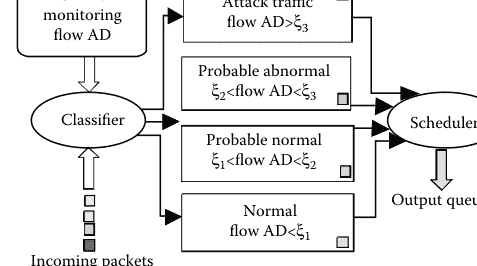 monitoring
flow AD
Attack traffic
flow AD>ξ3
Probable abnormal
ξ2<flow AD<ξ3
Classifier
Scheduler
Probable normal
ξ1<flow AD<ξ2
Normal
flow AD<ξ1
Output queu
Incoming packets